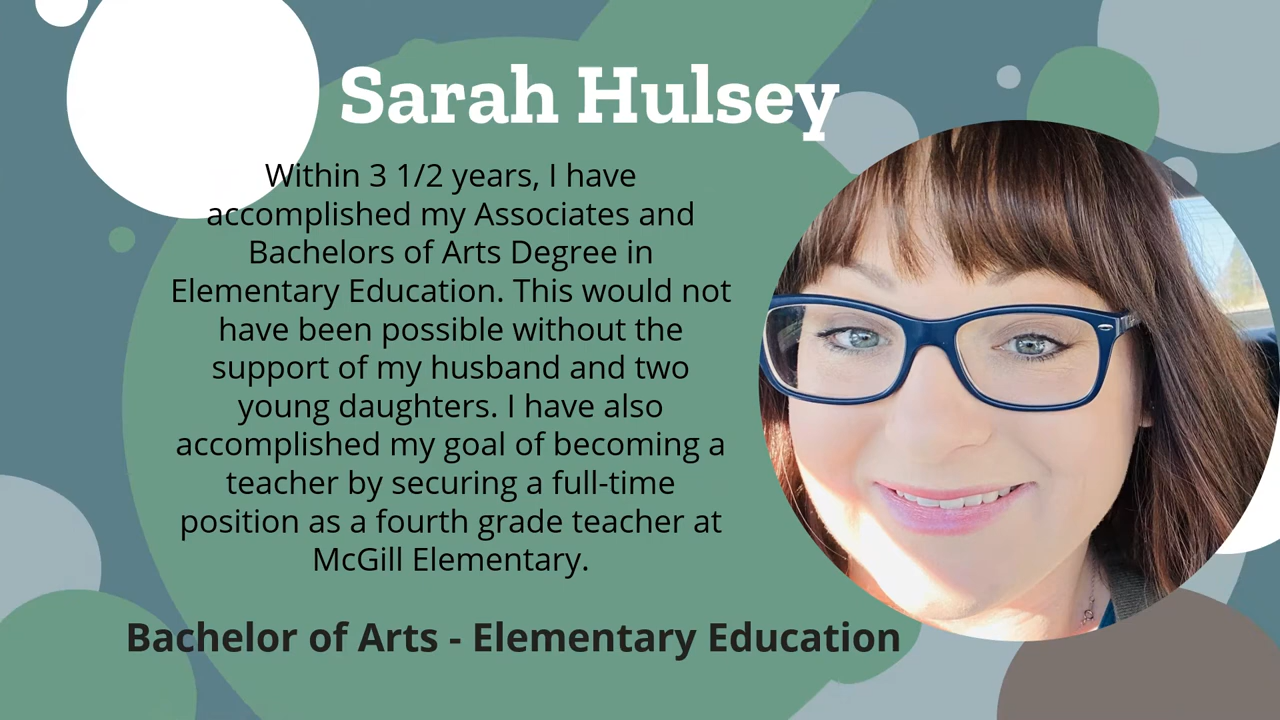 Sarah Hulsey
Within 3 1/2 years, I have
accomplished my Associates and
Bachelors of Arts Degree in
Elementary Education. This would not
have been possible without the
support of my husband and two
young daughters. I have also
accomplished my goal of becoming a
teacher by securing a full-time
position as a fourth grade teacher at
McGill Elementary.
Bachelor of Arts - Elementary Education